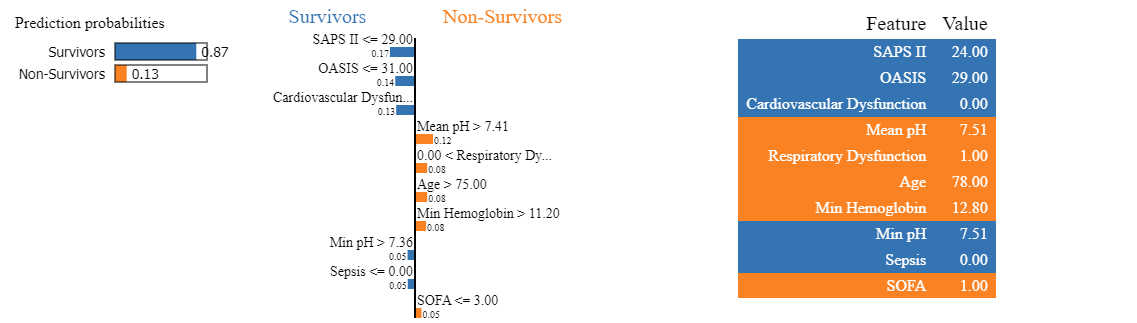 Prediction probabilities
Survivors 0.87
Non-Survivors 0.13
Survivors Non-Survivors
SAPS II <= 29.00
0.17
OASIS <= 31.00
0.14
Cardiovascular Dysfun...
0.13
Mean pH > 7.41
0.12
0.00 < Respiratory Dy...
0.08
Age > 75.00
0.08
Min Hemoglobin > 11.20
0.08
Min pH > 7.36
0.05
Sepsis <= 0.00
0.05
SOFA <= 3.00
0.05
Feature Value
SAPS II 24.00
OASIS 29.00
Cardiovascular Dysfunction 0.00
Mean pH 7.51
Respiratory Dysfunction 1.00
Age 78.00
Min Hemoglobin 12.80
Min pH 7.51
Sepsis 0.00
SOFA 1.00